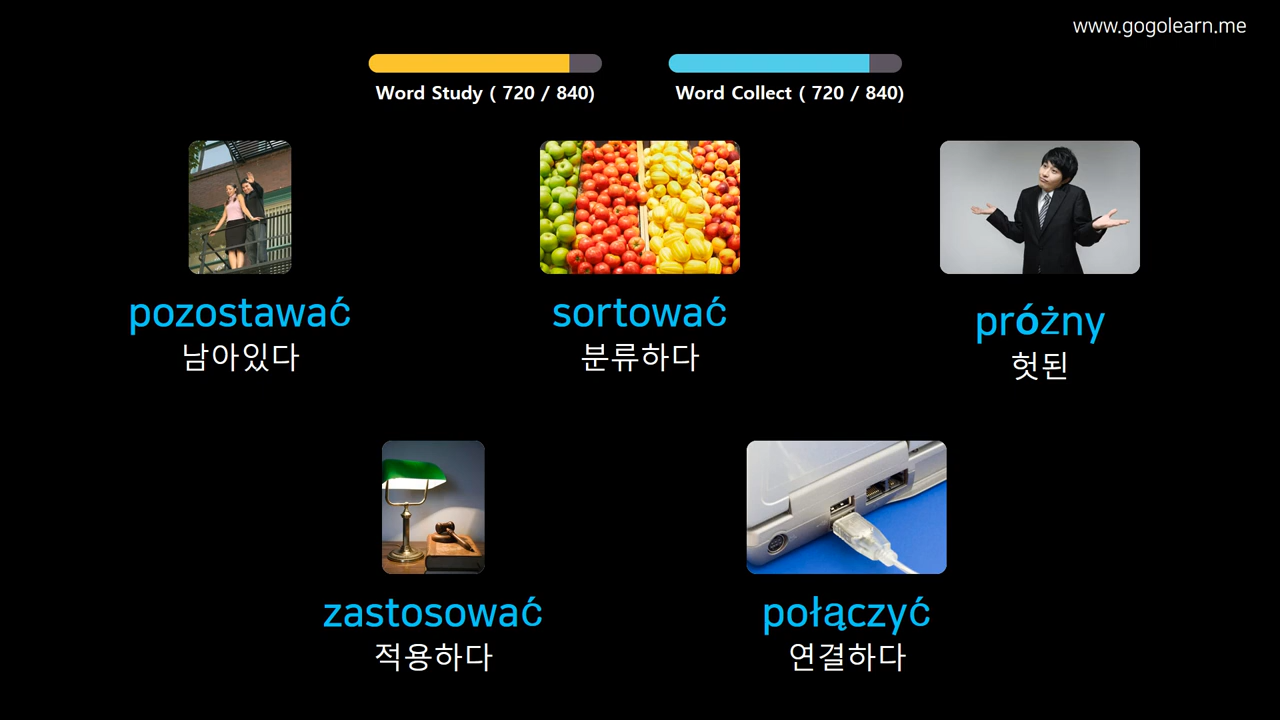 www.gogolearn.me
Word Study ( 720 / 840)
Word Collect ( 720 / 840)
pozostawać
남아있다
sortować
분류하다
próżny
헛된
zastosować
적용하다
połączyć
연결하다